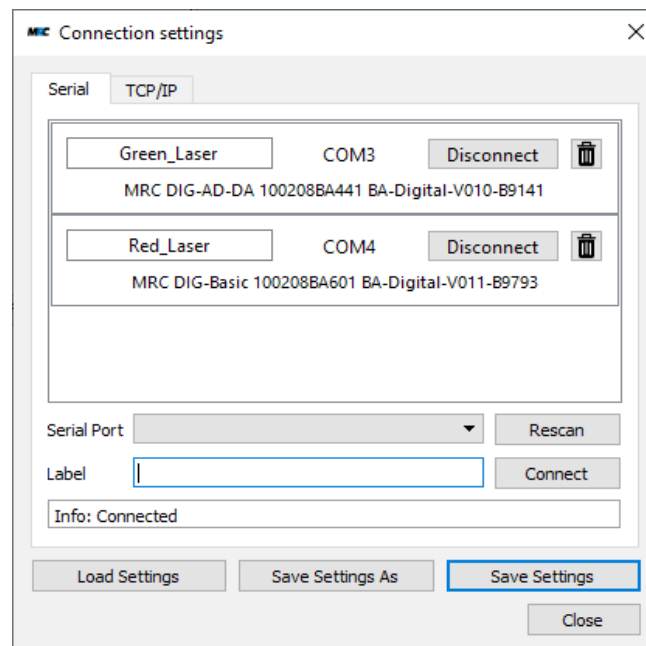 MRC Connection settings
Serial TCP/IP
Green_Laser COM3 Disconnect
MRC DIG-AD-DA 100208BA441 BA-Digital-V010-B9141
Red_Laser COM4 Disconnect
MRC DIG-Basic 100208BA601 BA-Digital-V011-B9793
Serial Port Rescan
Label Connect
Info: Connected
Load Settings Save Settings As Save Settings
Close